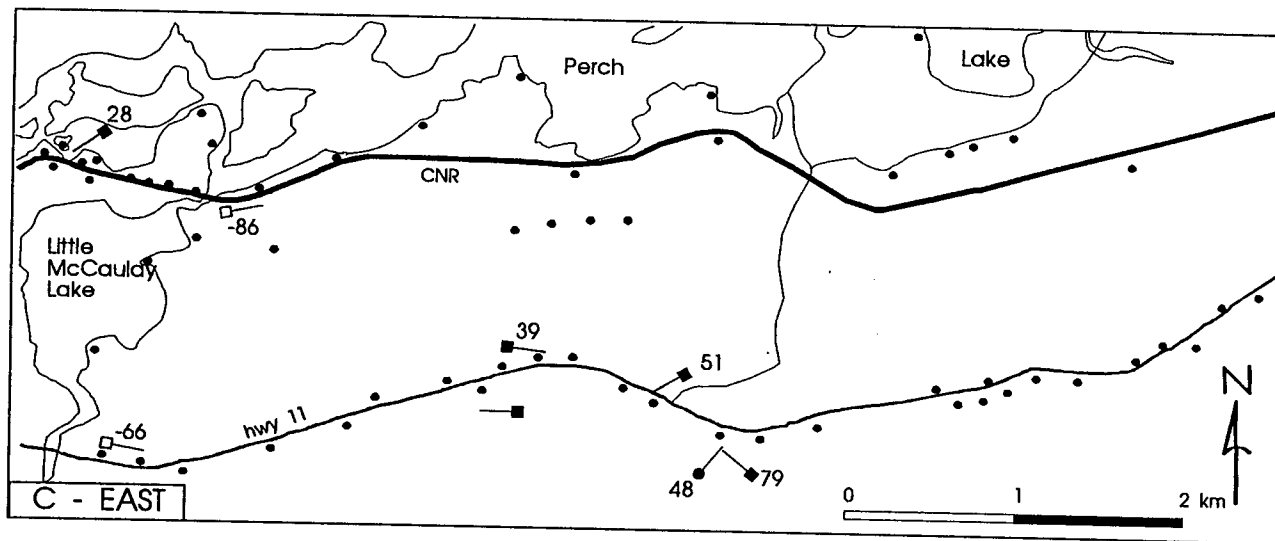 Perch
Lake
28
CNR
-86
Little
McCaulay
Lake
39
51
N
hwy 11
-66
48
79
C - EAST
0 1 2 km